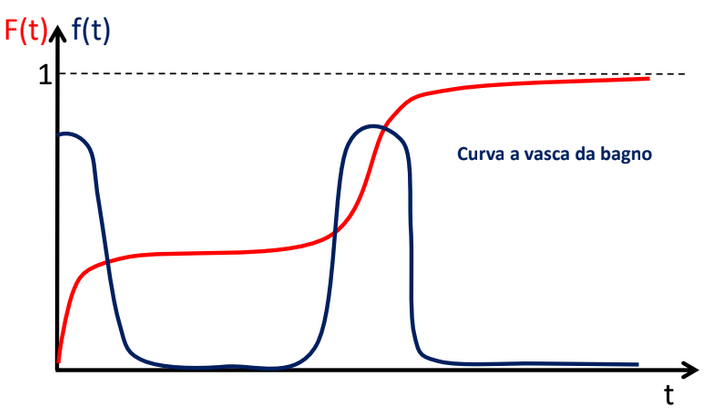 F(t) f(t)
1
Curva a vasca da bagno
t